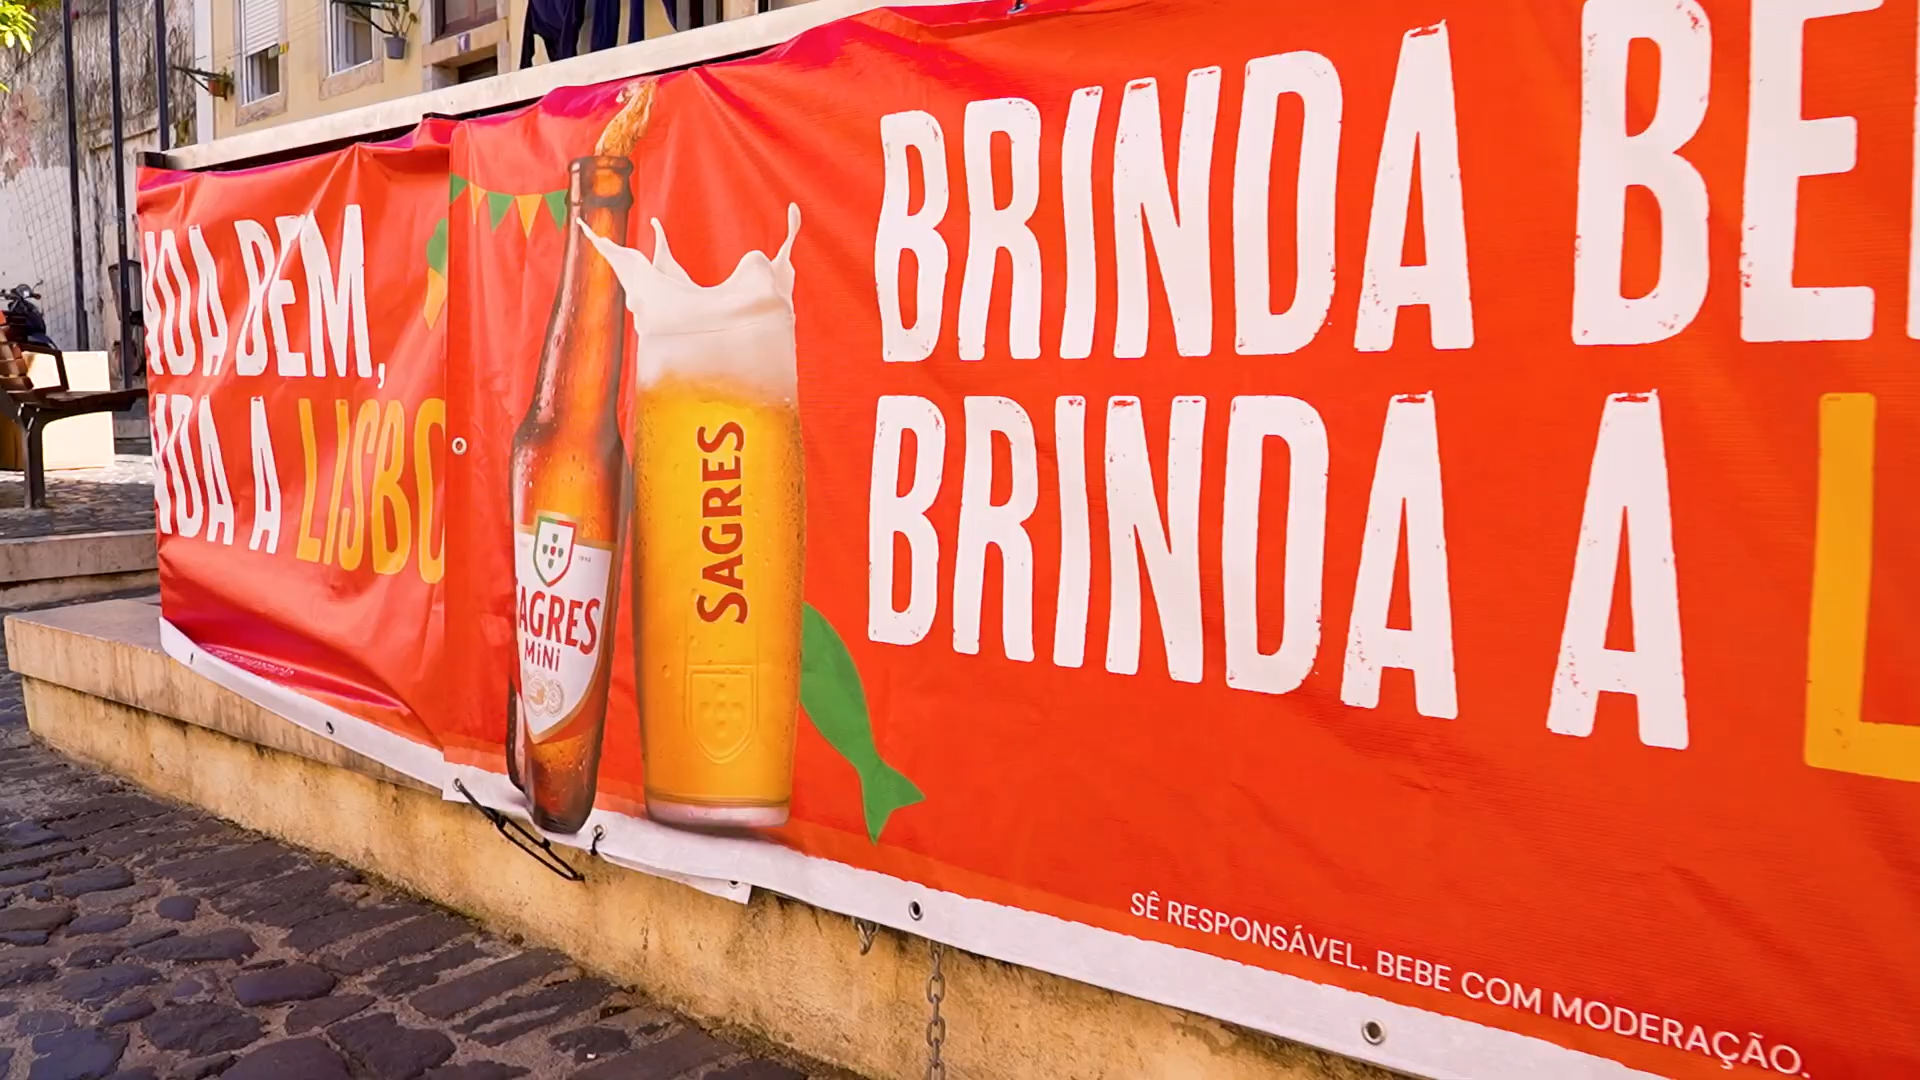 BEM,
A LISBO
SAGRES
MiNi
SAGRES
BRINDA BE
BRINDA A L
SÊ RESPONSÁVEL. BEBE COM MODERAÇÃO.